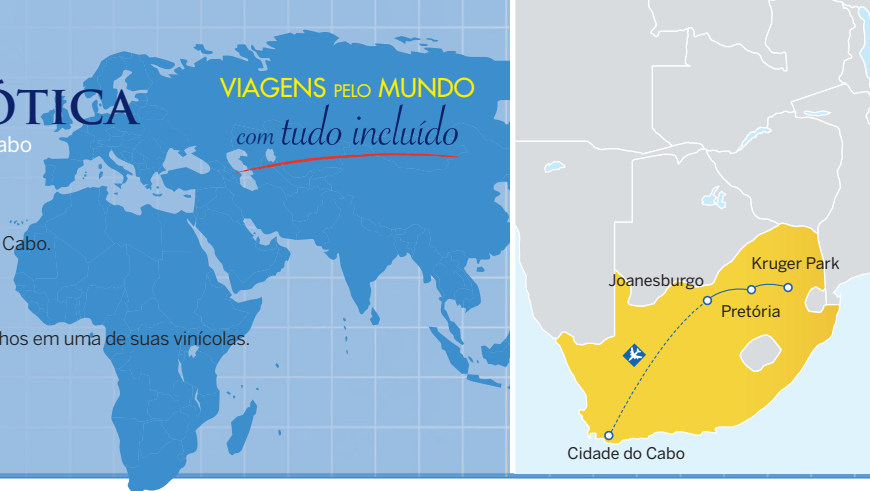 ÓTICA
abo
VIAGENS PELO MUNDO
com tudo incluído
Cabo.
hos em uma de suas vinícolas.
Kruger Park
Joanesburgo
Pretória
Cidade do Cabo